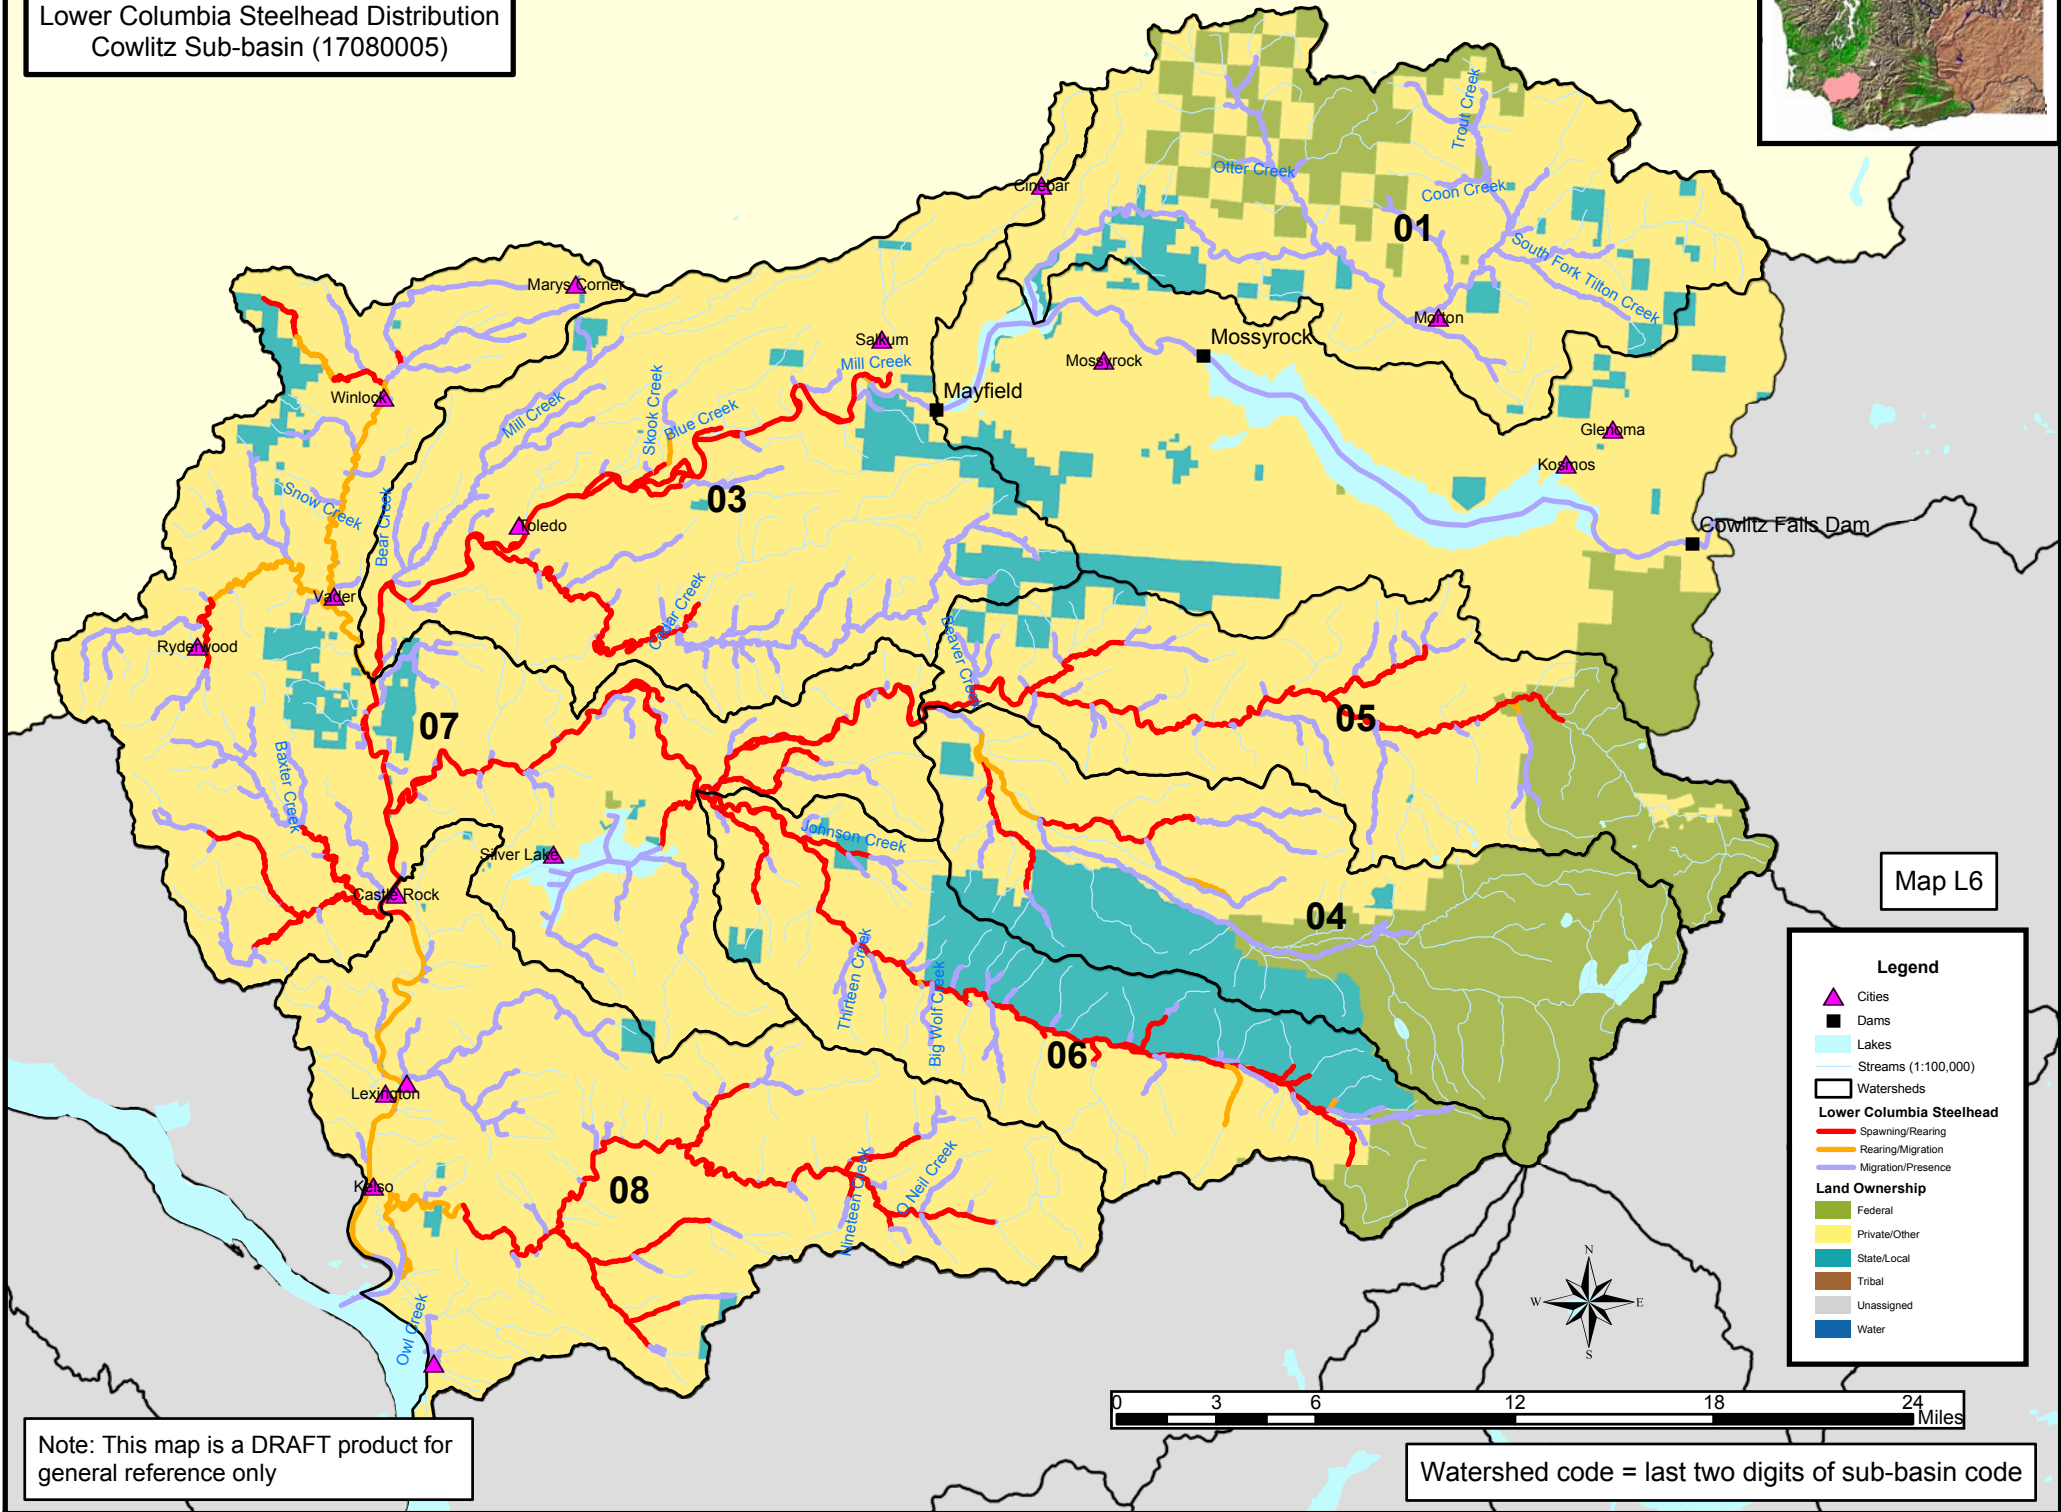 Lower Columbia Steelhead Distribution
Cowlitz Sub-basin (17080005)
Trout Creek
Otter Creek
Cinebar
Coon Creek
01
South Fork Tilton Creek
Marys Corner
Morton
Salkum
Mossyrock
Mill Creek
Mossyrock
Mayfield
Winlock
Skook Creek
Blue Creek
Mill Creek
Glenoma
Kosmos
Snow Creek
03
Bear Creek
Toledo
Cowlitz Falls Dam
Vader
Cedar Creek
Ryderwood
Beaver Creek
07
05
Baxter Creek
Johnson Creek
Silver Lake
Castle Rock
04
Map L6
Thirteen Creek
Big Wolf Creek
06
Lexington
Kelso
08
Nineteen Creek
O Neil Creek
Owl Creek
Legend
Cities
Dams
Lakes
Streams (1:100,000)
Watersheds
Lower Columbia Steelhead
Spawning/Rearing
Rearing/Migration
Migration/Presence
Land Ownership
Federal
Private/Other
State/Local
Tribal
Unassigned
Water
N
W E
S
0 3 6 12 18 24
Miles
Note: This map is a DRAFT product for
general reference only
Watershed code = last two digits of sub-basin code